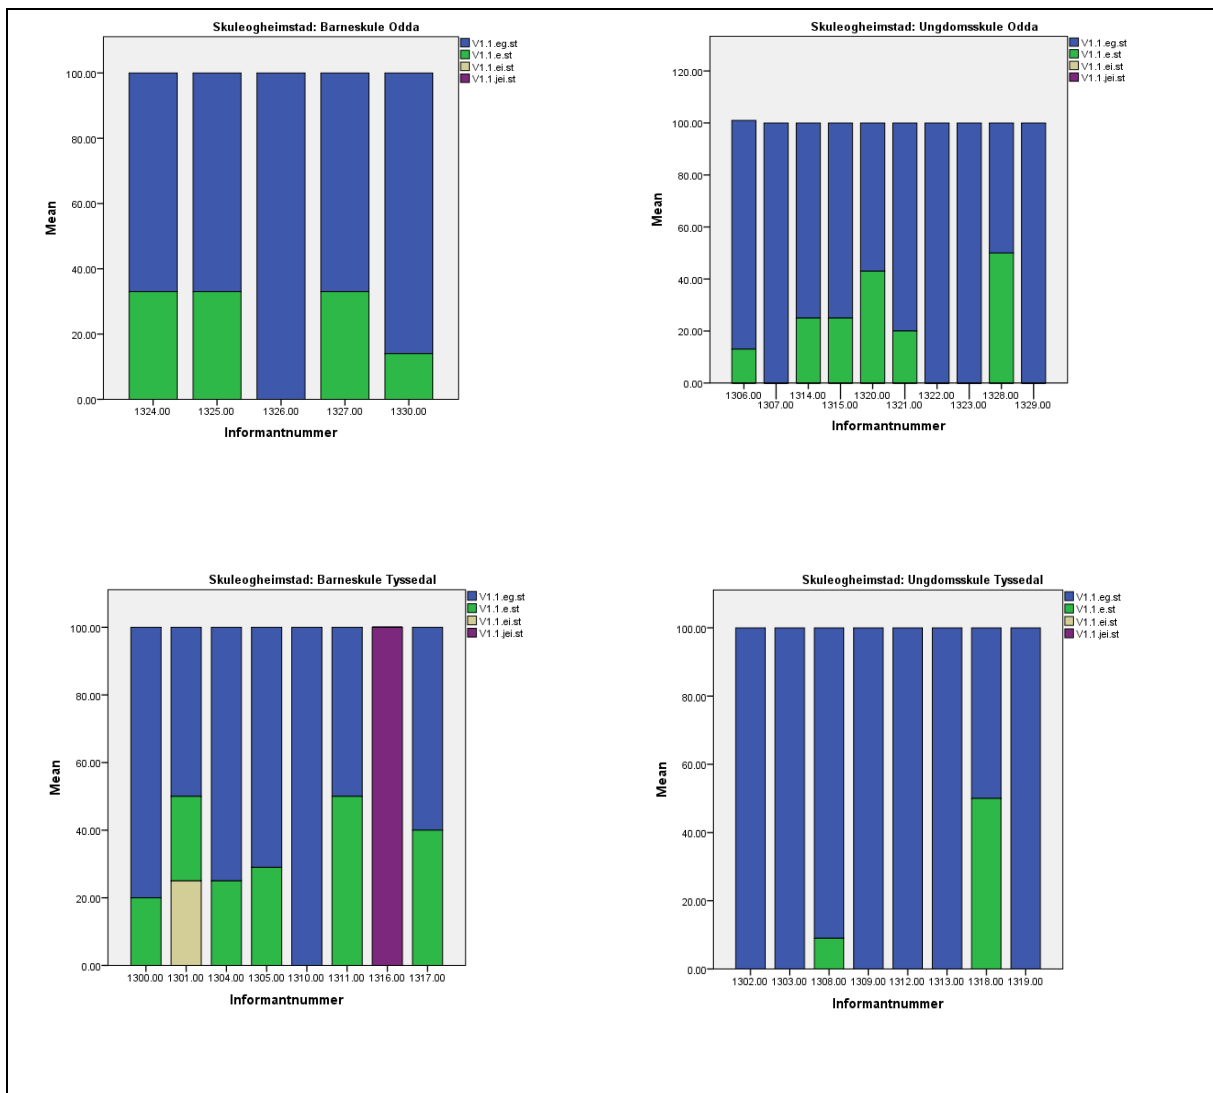 Skuleogheimstad: Barneskule Odda
V1.1.eg.st
V1.1.e.st
V1.1.ei.st
V1.1.jei.st
Mean
100.00
80.00
60.00
40.00
20.00
0.00
1324.00 1325.00 1326.00 1327.00 1330.00
Informantnummer
Skuleogheimstad: Ungdomsskule Odda
V1.1.eg.st
V1.1.e.st
V1.1.ei.st
V1.1.jei.st
Mean
120.00
100.00
80.00
60.00
40.00
20.00
0.00
1306.00 1307.00 1314.00 1315.00 1320.00 1321.00 1322.00 1323.00 1328.00 1329.00
Informantnummer
Skuleogheimstad: Barneskule Tyssedal
V1.1.eg.st
V1.1.e.st
V1.1.ei.st
V1.1.jei.st
Mean
100.00
80.00
60.00
40.00
20.00
0.00
1300.00 1301.00 1304.00 1305.00 1310.00 1311.00 1316.00 1317.00
Informantnummer
Skuleogheimstad: Ungdomsskule Tyssedal
V1.1.eg.st
V1.1.e.st
V1.1.ei.st
V1.1.jei.st
Mean
100.00
80.00
60.00
40.00
20.00
0.00
1302.00 1303.00 1308.00 1309.00 1312.00 1313.00 1318.00 1319.00
Informantnummer